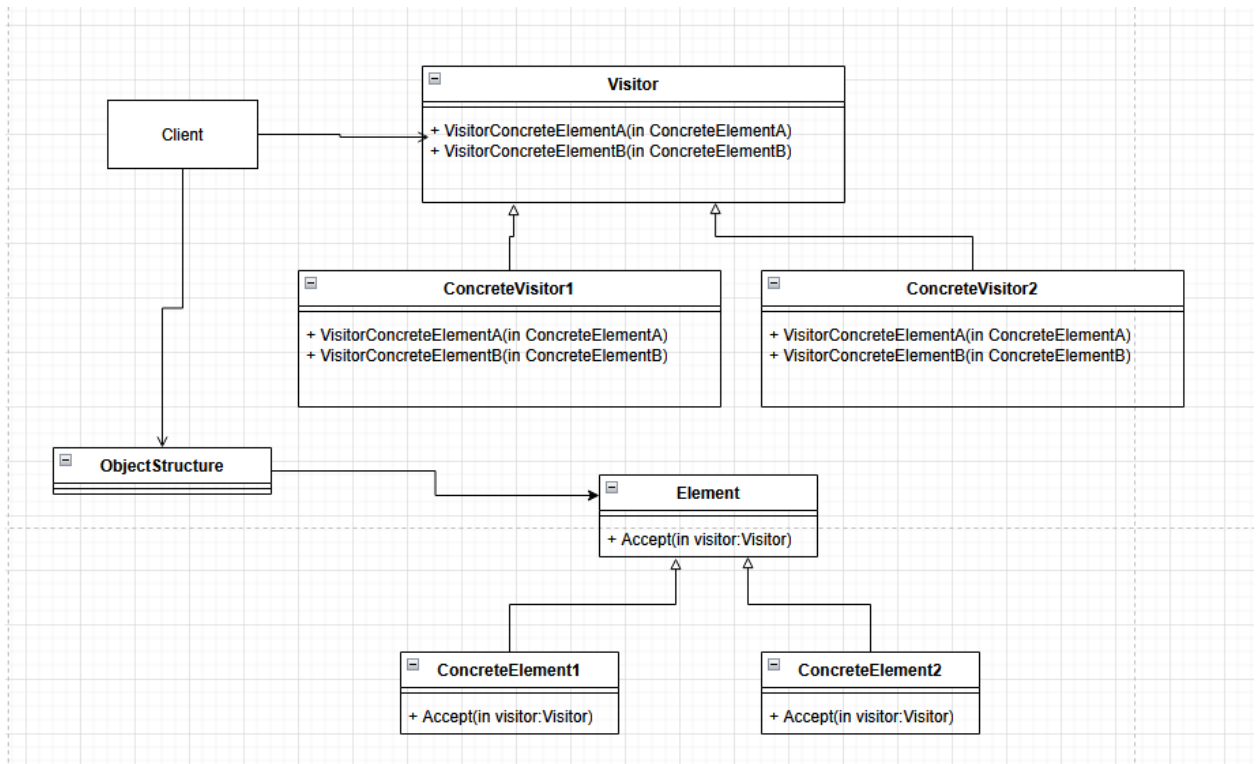 Visitor
Client
+ VisitorConcreteElementA(in ConcreteElementA)
+ VisitorConcreteElementB(in ConcreteElementB)
ConcreteVisitor1
+ VisitorConcreteElementA(in ConcreteElementA)
+ VisitorConcreteElementB(in ConcreteElementB)
ConcreteVisitor2
+ VisitorConcreteElementA(in ConcreteElementA)
+ VisitorConcreteElementB(in ConcreteElementB)
ObjectStructure
Element
+ Accept(in visitor:Visitor)
ConcreteElement1
+ Accept(in visitor:Visitor)
ConcreteElement2
+ Accept(in visitor:Visitor)